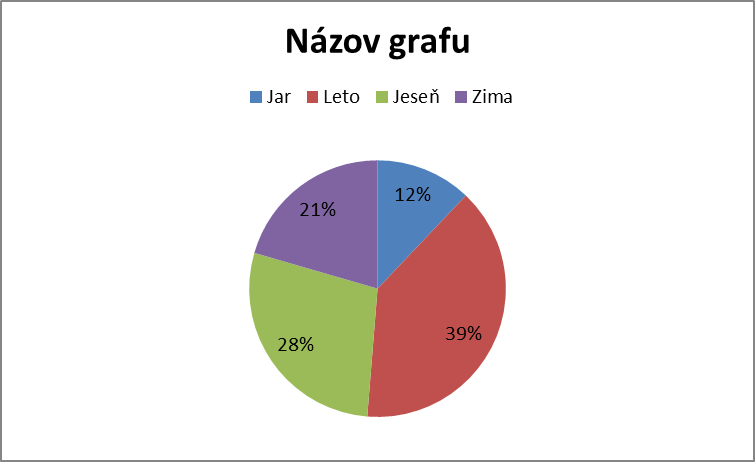 Názov grafu
Jar Leto Jeseň Zima
12%
21%
39%
28%